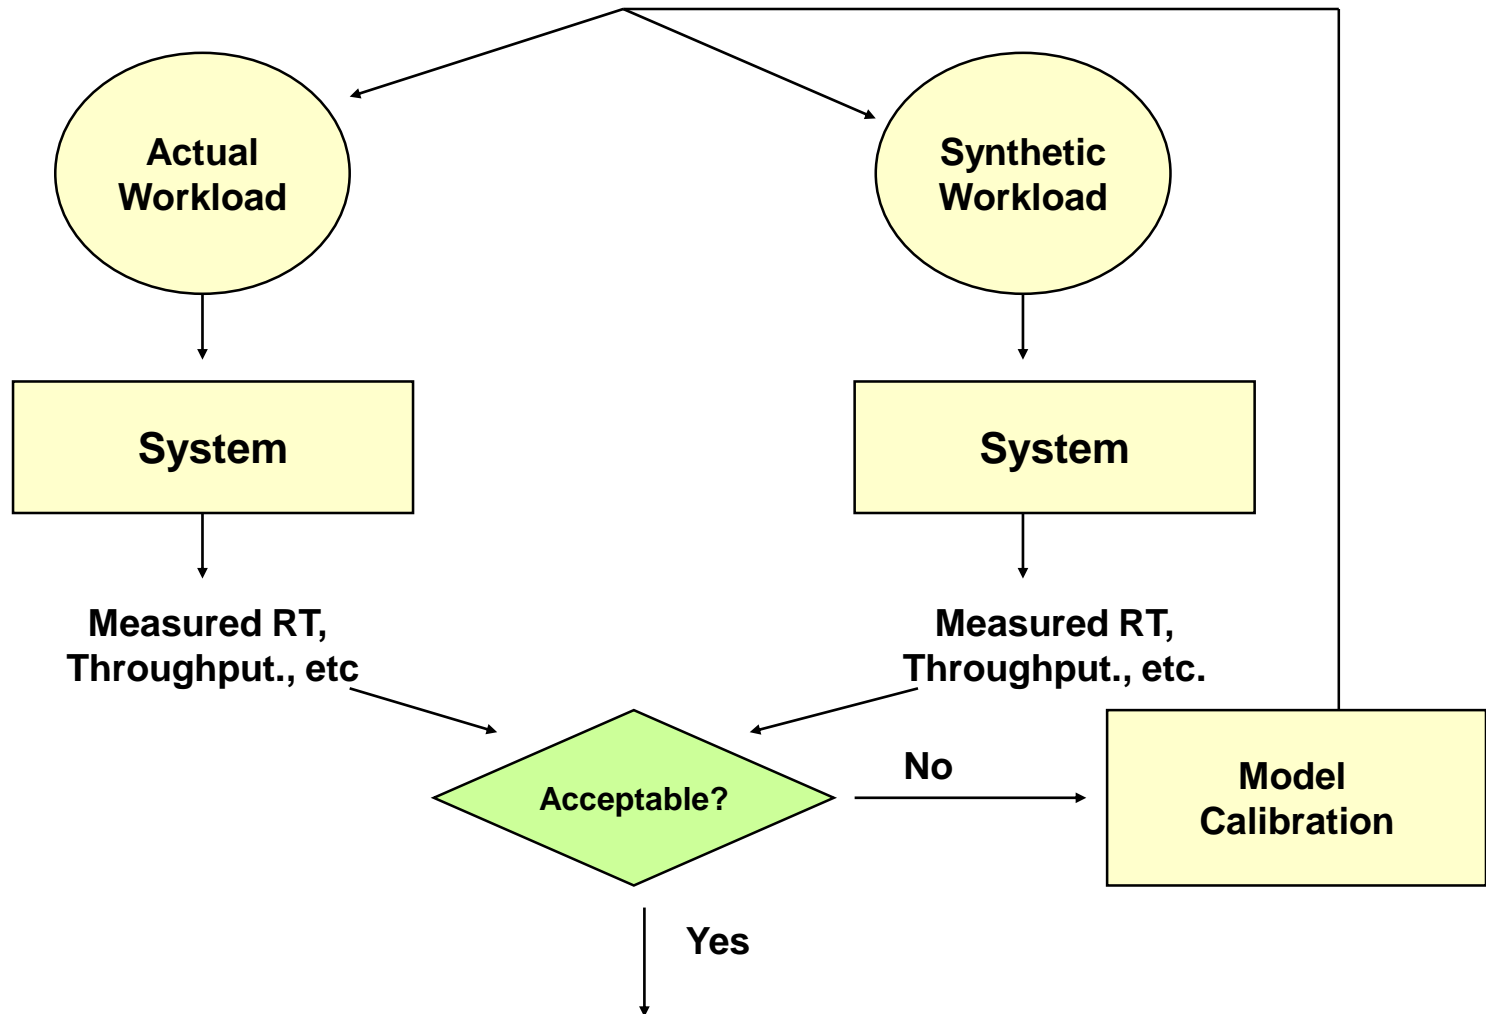 Actual
Workload
Synthetic
Workload
System
System
Measured RT,
Throughput., etc
Measured RT,
Throughput., etc.
Acceptable?
No
Model
Calibration
Yes